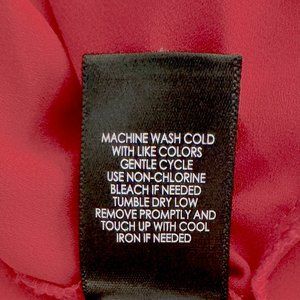 MACHINE WASH COLD
WITH LIKE COLORS
GENTLE CYCLE
USE NON-CHLORINE
BLEACH IF NEEDED
TUMBLE DRY LOW
REMOVE PROMPTLY AND
TOUCH UP WITH COOL
IRON IF NEEDED